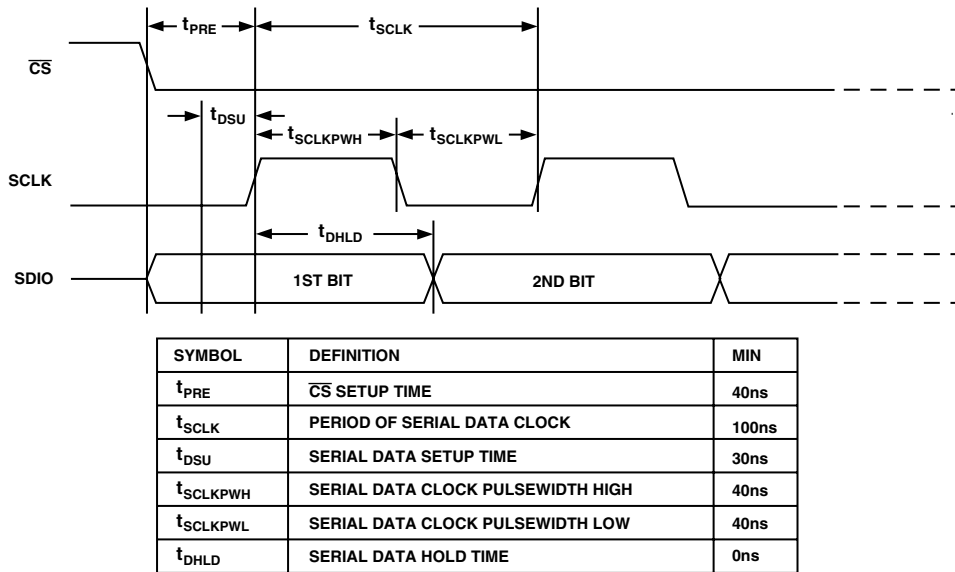 tPRE
tSCLK
CS
tDSU
tSCLKPWH
tSCLKPWL
SCLK
tDHLD
SDIO
1ST BIT
2ND BIT
SYMBOL DEFINITION MIN
tPRE CS SETUP TIME 40ns
tSCLK PERIOD OF SERIAL DATA CLOCK 100ns
tDSU SERIAL DATA SETUP TIME 30ns
tSCLKPWH SERIAL DATA CLOCK PULSEWIDTH HIGH 40ns
tSCLKPWL SERIAL DATA CLOCK PULSEWIDTH LOW 40ns
tDHLD SERIAL DATA HOLD TIME 0ns